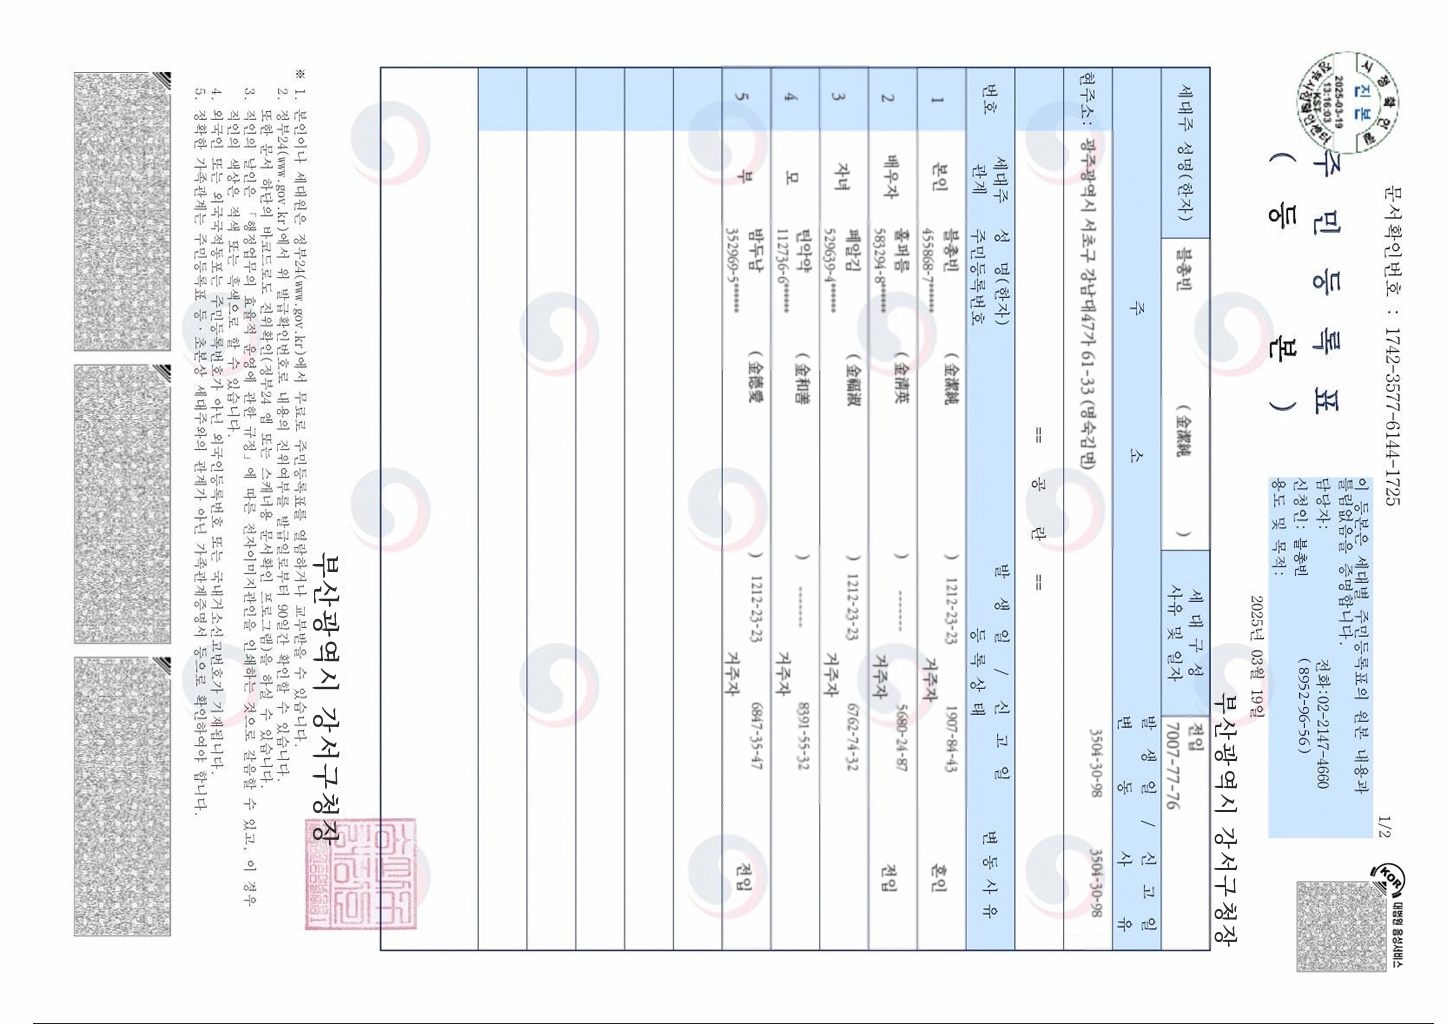 문서확인번호 : 1742-3577-6144-1725
1/2
시점확인필
진본
2025-03-19
13:16:03
KST
주 민 등 록 표
( 등 본 )
이 등본은 세대별 주민등록표의 원본 내용과
틀림없음을 증명합니다.
담당자: 전화:02-2147-4660
신청인: 블총빈 (8952-96-56)
용도 및 목적:
2025년 03월 19일
대법원 음성서비스
KOR
부산광역시 강서구청장
세대주 성명(한자) 블총빈 ( 金潔純 ) 세 대 구 성 사유 및 일자 전입
7007-77-76
주 소 발 생 일 / 신 고 일
변 동 사 유
현주소: 광주광역시 서초구 강남대47가 61-33 (명숙김면) 3504-30-98 3504-30-98
== 공 란 ==
번호 세대주 관계 성 명(한자) 주민등록번호 발 생 일 / 신 고 일 등 록 상 태 변 동 사 유
1 본인 블총빈 ( 金潔純 ) 1212-23-23 1907-84-43 혼인
455868-7****** 거주자
2 배우자 홀퍼름 ( 金淸英 ) ------- 5680-24-87 전입
583294-8****** 거주자
3 자녀 폐알김 ( 金福淑 ) 1212-23-23 6762-74-32
529639-4****** 거주자
4 모 턴약악 ( 金和善 ) ------- 8391-55-32
112736-6****** 거주자
5 부 밤두남 ( 金德愛 ) 1212-23-23 6847-35-47 전입
352969-5****** 거주자
부산광역시 강서구청장
※ 1. 본인이나 세대원은 정부24(www.gov.kr)에서 무료로 주민등록표를 열람하거나 교부받을 수 있습니다.
2. 정부24(www.gov.kr)에서 위 발급확인번호로 내용의 진위여부를 발급일로부터 90일간 확인할 수 있습니다.
또한 문서 하단의 바코드로도 진위확인(정부24 앱 또는 스캐너용 문서확인 프로그램)을 하실 수 있습니다.
3. 직인의 날인은 「행정업무의 효율적 운영에 관한 규정」에 따른 전자이미지관인을 인쇄하는 것으로 갈음할 수 있고, 이 경우
직인의 색상은 적색 또는 흑색으로 할 수 있습니다.
4. 외국인 또는 외국국적동포는 주민등록번호가 아닌 외국인등록번호 또는 국내거소신고번호가 기재됩니다.
5. 정확한 가족관계는 주민등록표 등·초본상 세대주와의 관계가 아닌 가족관계증명서 등으로 확인하여야 합니다.